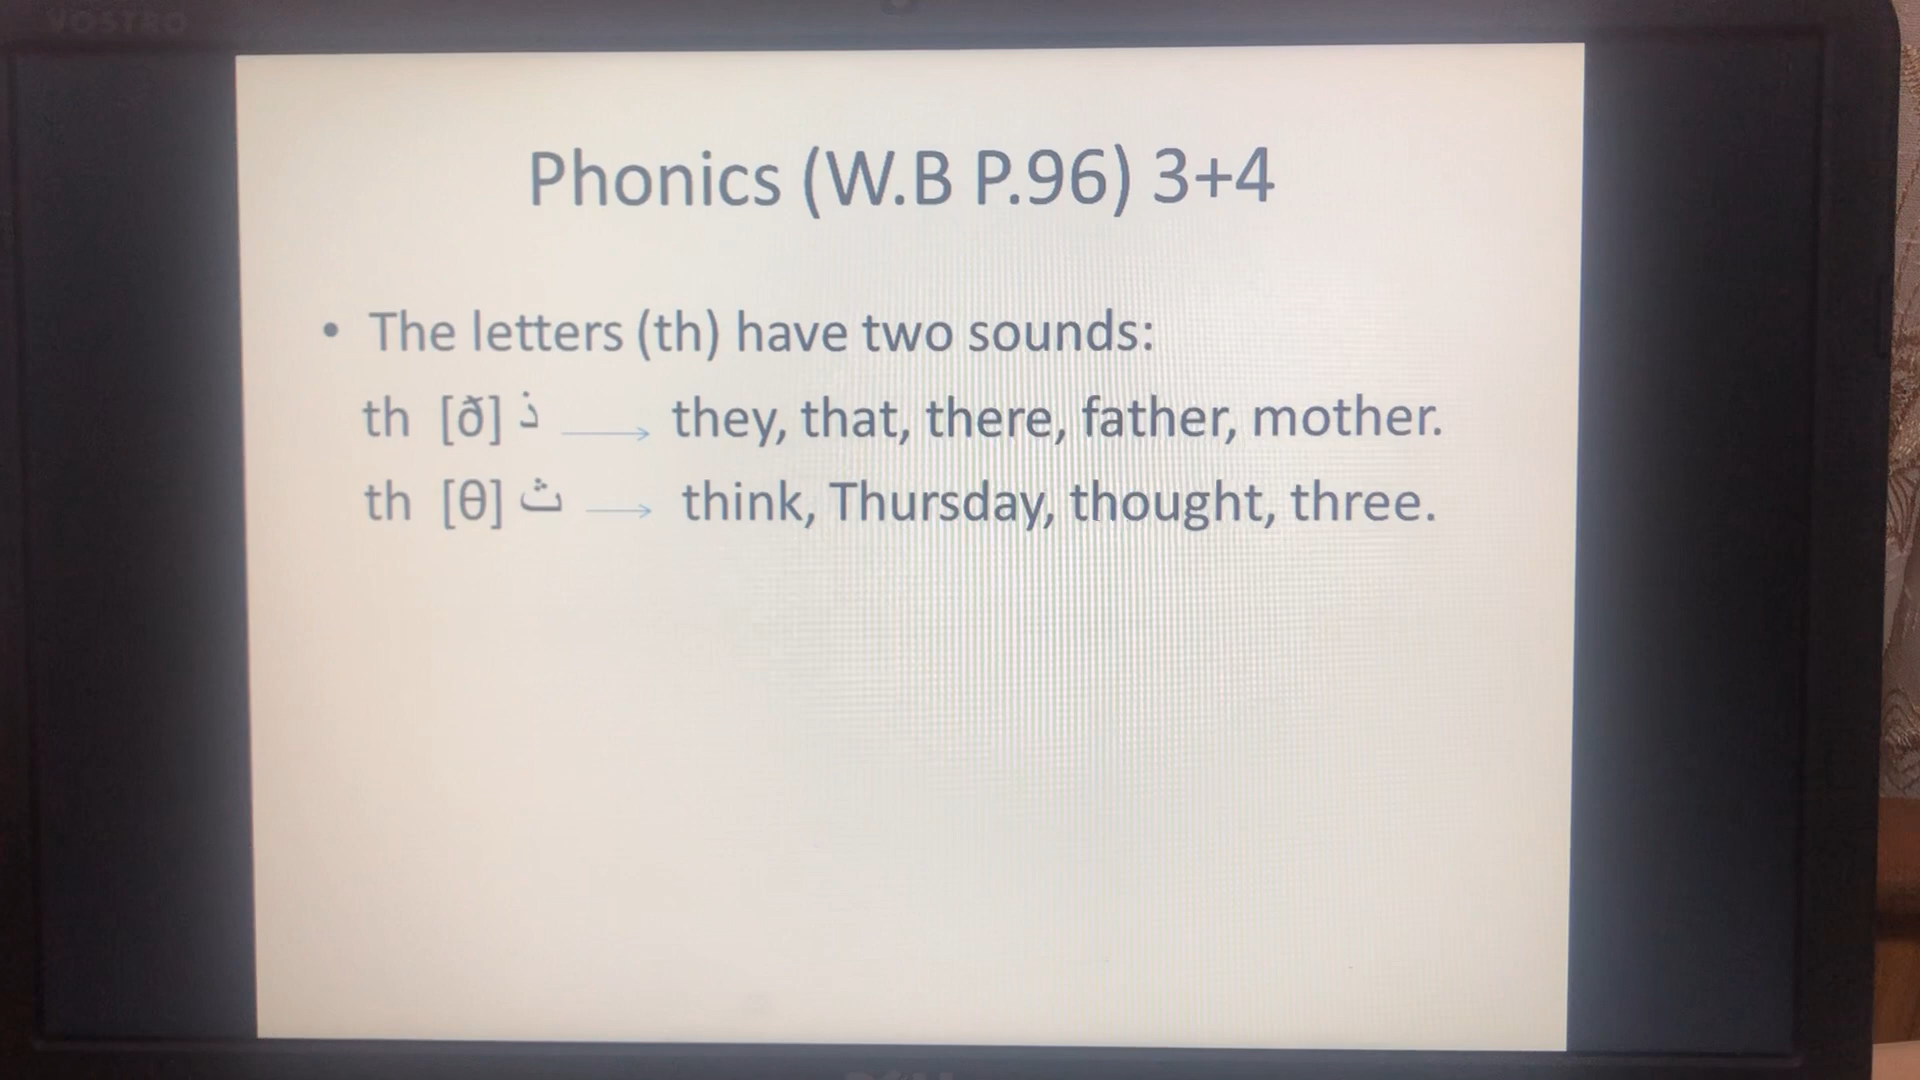 VOSTRO
Phonics (W.B P.96) 3+4
• The letters (th) have two sounds:
th [ð] ذ → they, that, there, father, mother.
th [θ] ث → think, Thursday, thought, three.